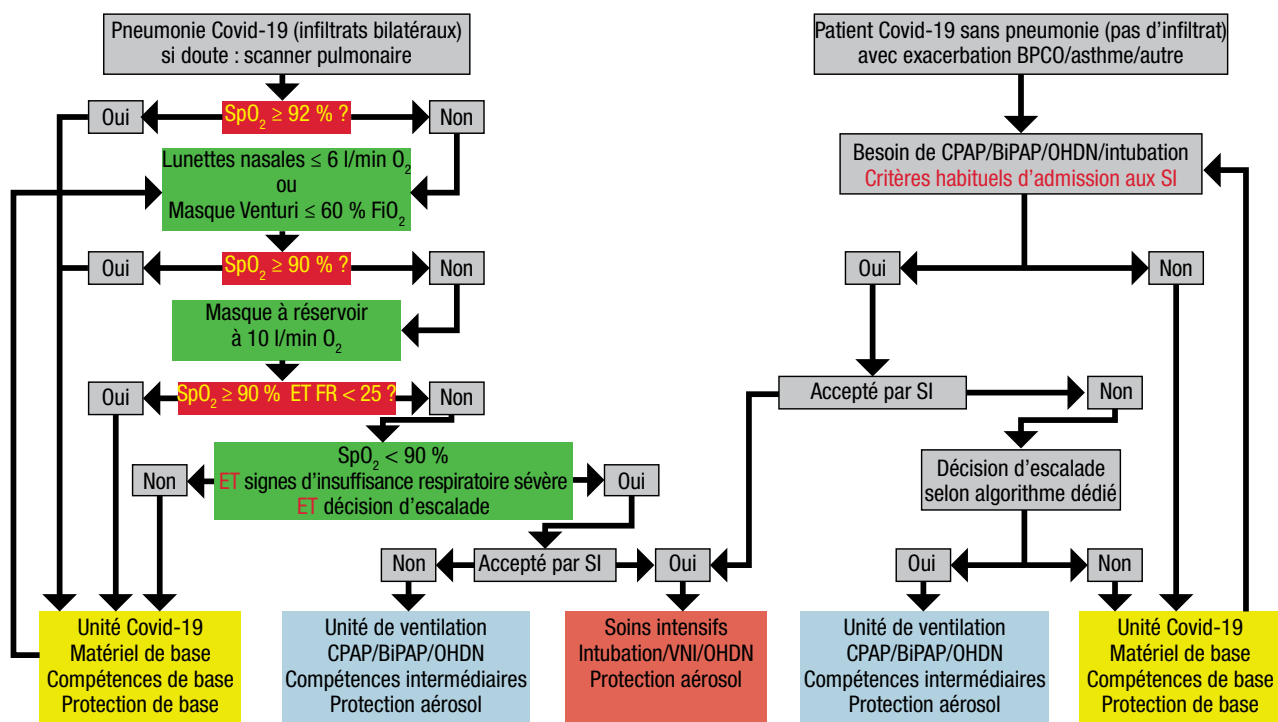 Pneumonie Covid-19 (infiltrats bilatéraux)
si doute : scanner pulmonaire
Oui
SpO₂ ≥ 92 % ?
Non
Lunettes nasales ≤ 6 l/min O₂
ou
Masque Venturi ≤ 60 % FiO₂
Oui
SpO₂ ≥ 90 % ?
Non
Masque à réservoir
à 10 l/min O₂
Oui
SpO₂ ≥ 90 % ET FR < 25 ?
Non
SpO₂ < 90 %
ET signes d’insuffisance respiratoire sévère
ET décision d’escalade
Non
Oui
Non
Accepté par SI
Oui
Unité Covid-19
Matériel de base
Compétences de base
Protection de base
Unité de ventilation
CPAP/BiPAP/OHDN
Compétences intermédiaires
Protection aérosol
Soins intensifs
Intubation/VNI/OHDN
Protection aérosol
Patient Covid-19 sans pneumonie (pas d’infiltrat)
avec exacerbation BPCO/asthme/autre
Besoin de CPAP/BiPAP/OHDN/intubation
Critères habituels d’admission aux SI
Oui
Non
Accepté par SI
Non
Décision d’escalade
selon algorithme dédié
Oui
Non
Unité de ventilation
CPAP/BiPAP/OHDN
Compétences intermédiaires
Protection aérosol
Unité Covid-19
Matériel de base
Compétences de base
Protection de base